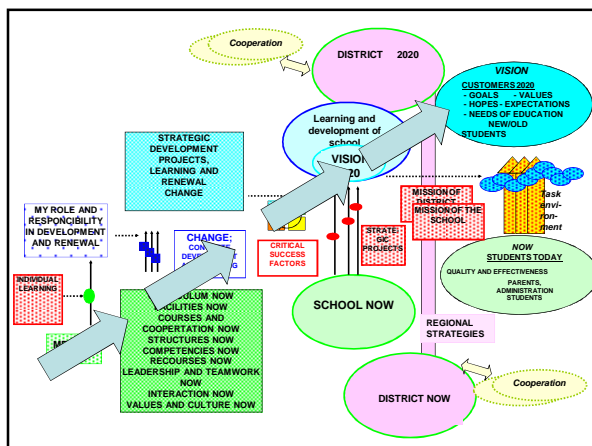 Cooperation
DISTRICT 2020
VISION
CUSTOMERS 2020
- GOALS - VALUES
- HOPES - EXPECTATIONS
- NEEDS OF EDUCATION
NEW/OLD
STUDENTS
Learning and
development of
school
VISION
20
STRATEGIC
DEVELOPMENT
PROJECTS,
LEARNING AND
RENEWAL
CHANGE
Task
envi-
ron-
ment
MISSION OF
DISTRICT
MISSION OF THE
SCHOOL
MY ROLE AND
RESPONCIBILITY
IN DEVELOPMENT
AND RENEWAL
CHANGE:
CRITICAL
SUCCESS
FACTORS
STRATE-
GIC
PROJECTS
NOW
STUDENTS TODAY
QUALITY AND EFFECTIVENESS
PARENTS,
ADMINISTRATION
STUDENTS
INDIVIDUAL
LEARNING
NOW
FACILITIES NOW
COURSES AND
COOPERTATION NOW
STRUCTURES NOW
COMPETENCIES NOW
RECOURSES NOW
LEADERSHIP AND TEAMWORK
NOW
INTERACTION NOW
VALUES AND CULTURE NOW
SCHOOL NOW
REGIONAL
STRATEGIES
DISTRICT NOW
Cooperation